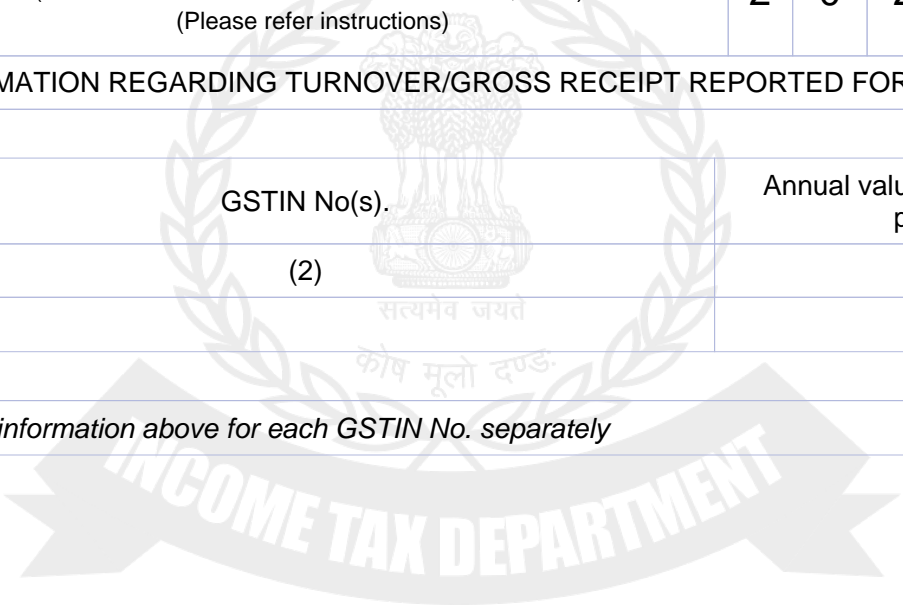 (Please refer instructions)
2 0 2
MATION REGARDING TURNOVER/GROSS RECEIPT REPORTED FOR
GSTIN No(s).
Annual valu
p
(2)
सत्यमेव जयते
कोष मूलो दण्डः
information above for each GSTIN No. separately
INCOME TAX DEPARTMENT